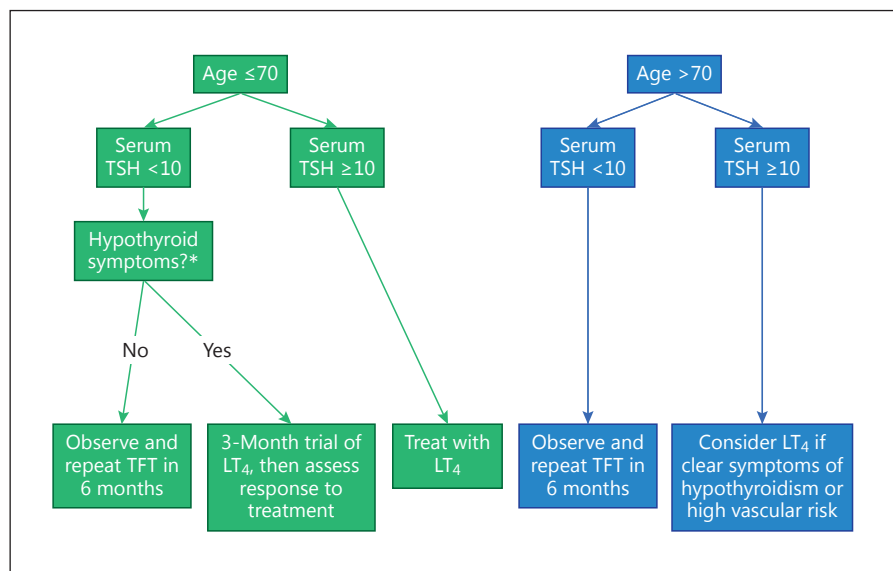 Age ≤70
Age >70
Serum
TSH <10
Serum
TSH ≥10
Serum
TSH <10
Serum
TSH ≥10
Hypothyroid
symptoms?*
No
Yes
Observe and
repeat TFT in
6 months
3-Month trial of
LT₄, then assess
response to
treatment
Treat with
LT₄
Observe and
repeat TFT in
6 months
Consider LT₄ if
clear symptoms of
hypothyroidism or
high vascular risk